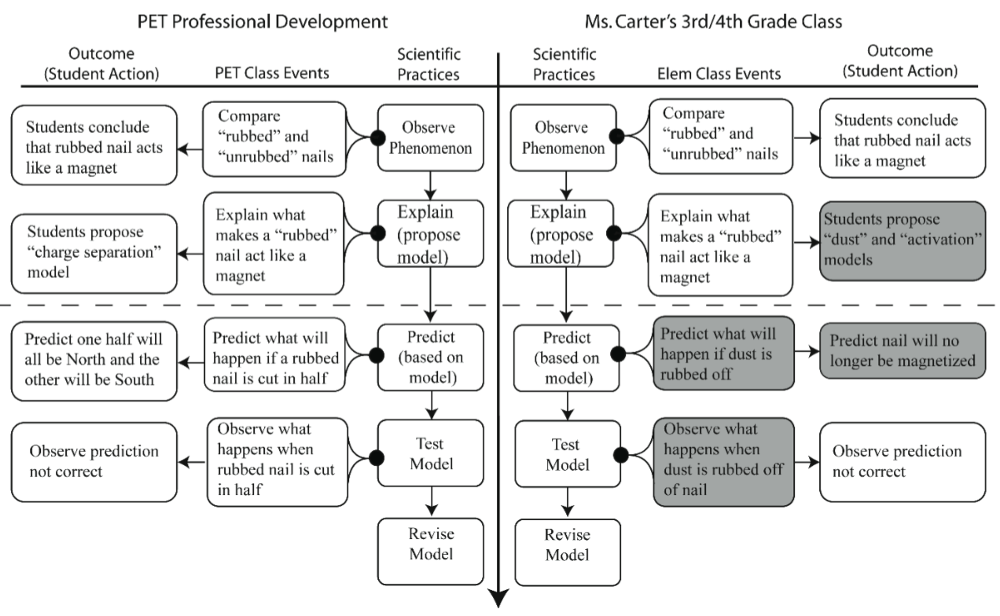 PET Professional Development
Ms. Carter's 3rd/4th Grade Class
Outcome
(Student Action)
PET Class Events
Scientific
Practices
Scientific
Practices
Elem Class Events
Outcome
(Student Action)
Students conclude
that rubbed nail acts
like a magnet
Compare
“rubbed” and
“unrubbed” nails
Observe
Phenomenon
Observe
Phenomenon
Compare
“rubbed” and
“unrubbed” nails
Students conclude
that rubbed nail acts
like a magnet
Students propose
“charge separation”
model
Explain what
makes a “rubbed”
nail act like a
magnet
Explain
(propose
model)
Explain
(propose
model)
Explain what
makes a “rubbed”
nail act like a
magnet
Students propose
“dust” and “activation”
models
Predict one half will
all be North and the
other will be South
Predict what will
happen if a rubbed
nail is cut in half
Predict
(based on
model)
Predict
(based on
model)
Predict what will
happen if dust is
rubbed off
Predict nail will no
longer be magnetized
Observe prediction
not correct
Observe what
happens when
rubbed nail is cut
in half
Test
Model
Test
Model
Observe what
happens when
dust is rubbed off
of nail
Observe prediction
not correct
Revise
Model
Revise
Model